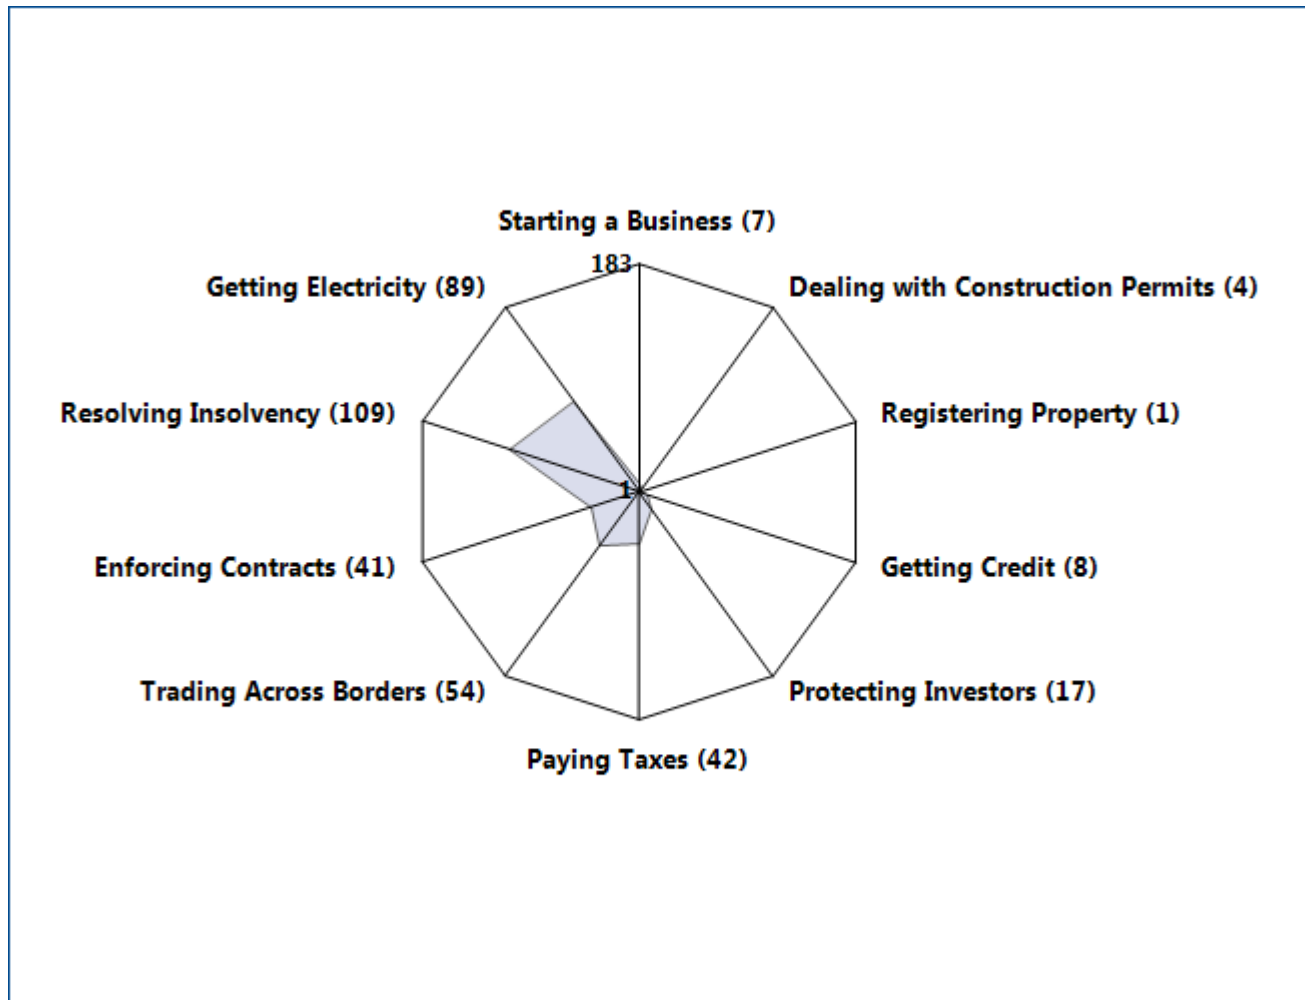 Starting a Business (7)
183
Getting Electricity (89)
Dealing with Construction Permits (4)
Resolving Insolvency (109)
Registering Property (1)
1
Enforcing Contracts (41)
Getting Credit (8)
Trading Across Borders (54)
Protecting Investors (17)
Paying Taxes (42)